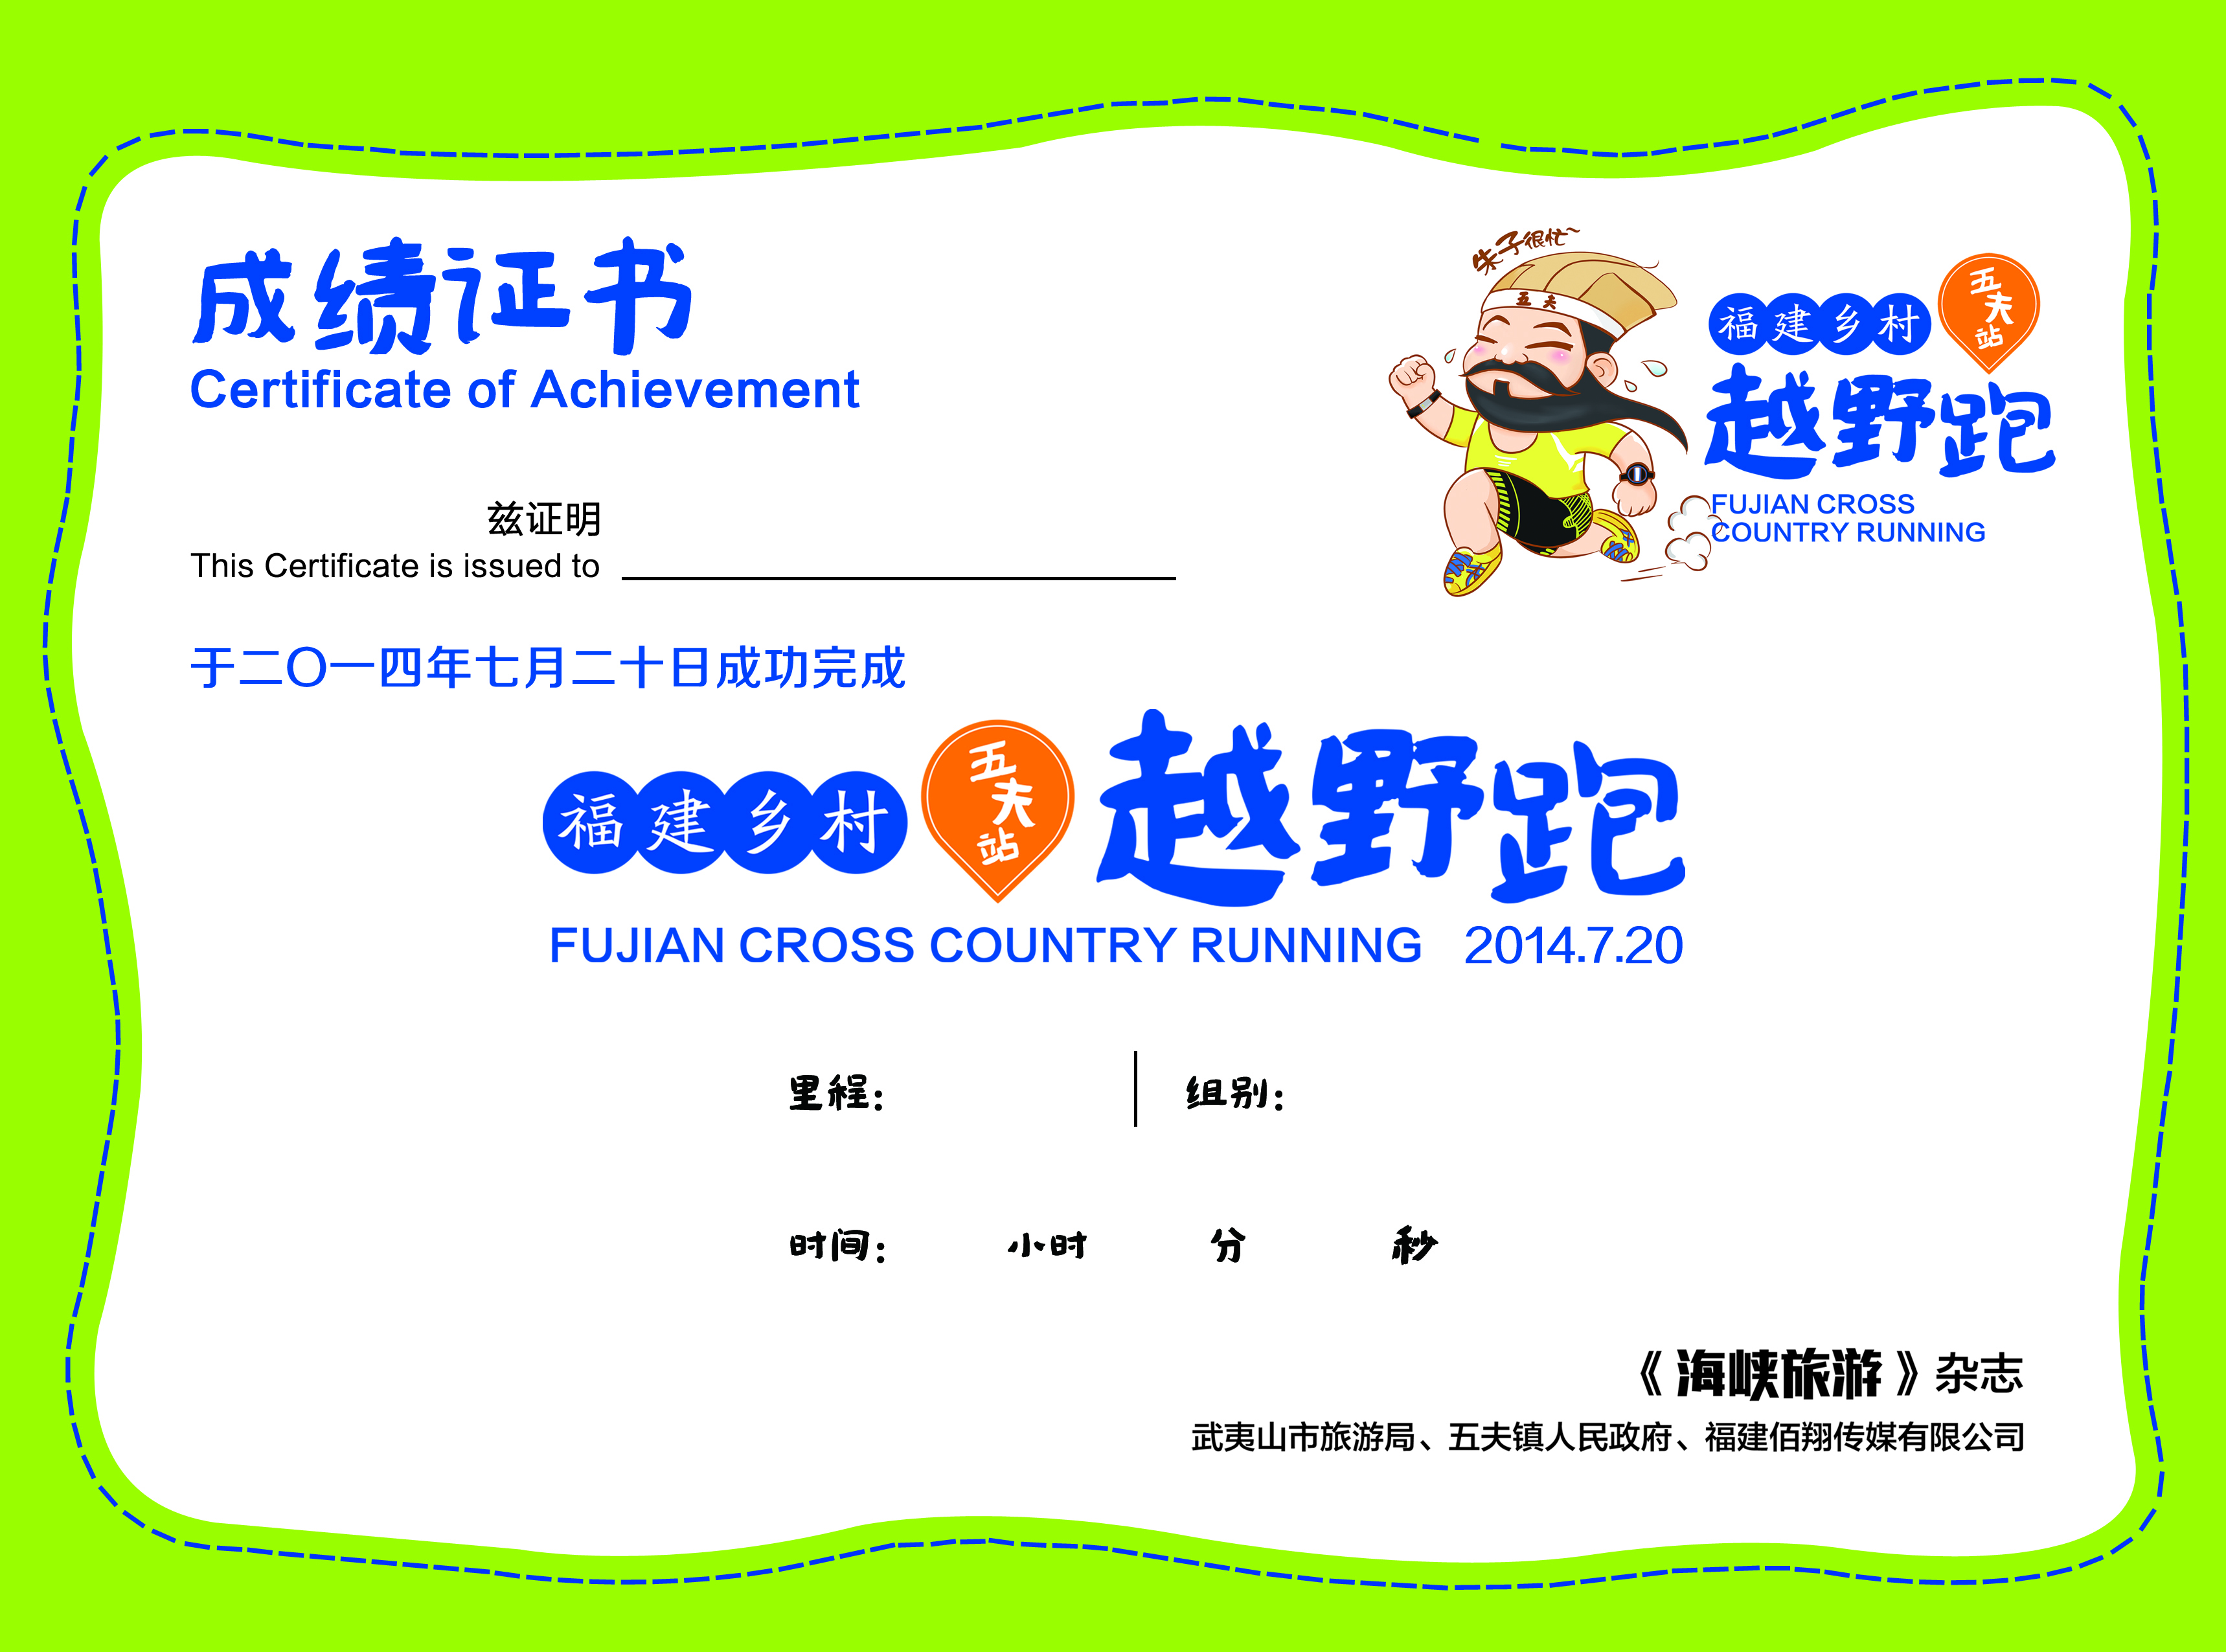 成绩证书
Certificate of Achievement
朱子很忙~
五夫
福建乡村
五夫站
越野跑
FUJIAN CROSS
COUNTRY RUNNING
兹证明
This Certificate is issued to
于二〇一四年七月二十日成功完成
福建乡村 五夫站 越野跑
FUJIAN CROSS COUNTRY RUNNING 2014.7.20
里程： 组别：
时间： 小时 分 秒
《海峡旅游》杂志
武夷山市旅游局、五夫镇人民政府、福建佰翔传媒有限公司